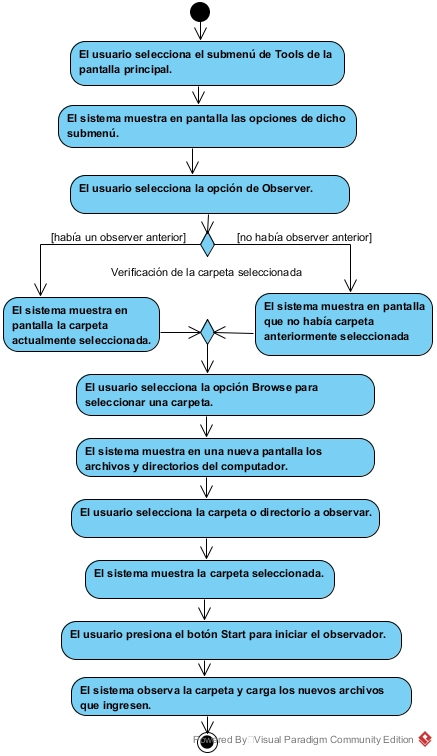 El usuario selecciona el submenú de Tools de la
pantalla principal.
El sistema muestra en pantalla las opciones de dicho
submenú.
El usuario selecciona la opción de Observer.
[había un observer anterior]
[no había observer anterior]
Verificación de la carpeta seleccionada
El sistema muestra en
pantalla la carpeta
actualmente seleccionada.
El sistema muestra en pantalla
que no había carpeta
anteriormente seleccionada
El usuario selecciona la opción Browse para
seleccionar una carpeta.
El sistema muestra en una nueva pantalla los
archivos y directorios del computador.
El usuario selecciona la carpeta o directorio a observar.
El sistema muestra la carpeta seleccionada.
El usuario presiona el botón Start para iniciar el observador.
El sistema observa la carpeta y carga los nuevos archivos
que ingresen.
Powered By Visual Paradigm Community Edition